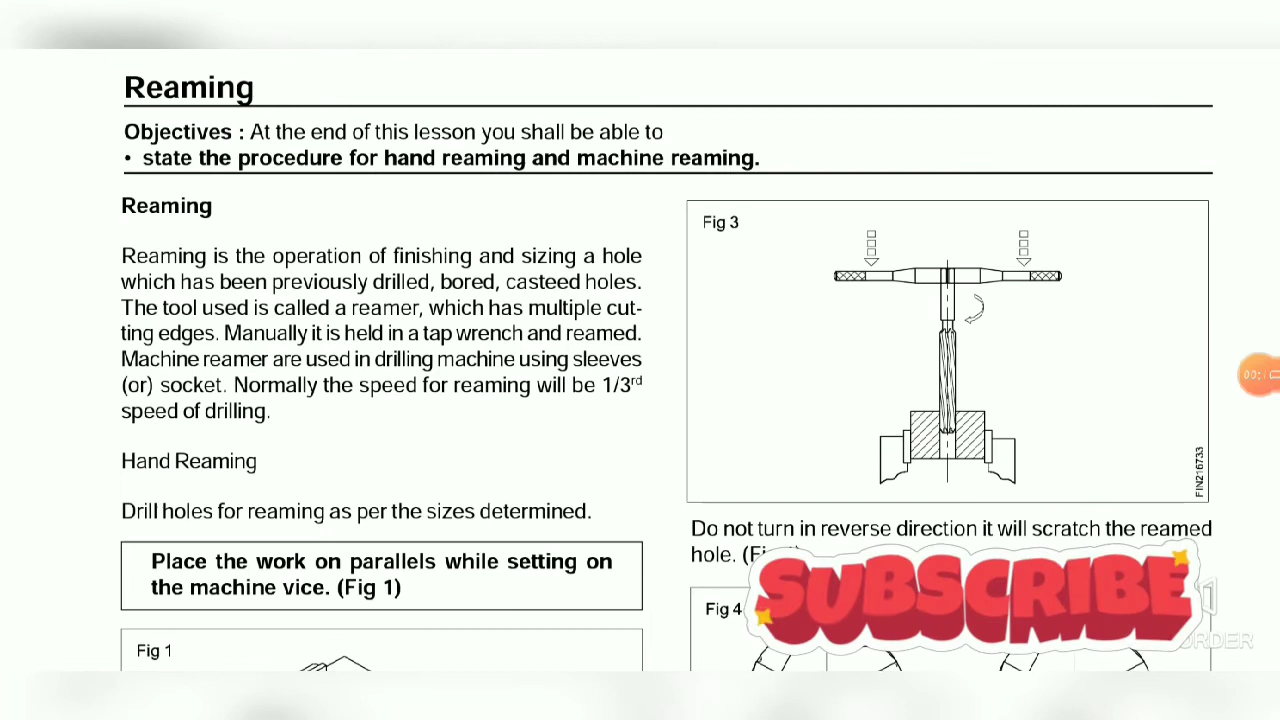 Reaming
Objectives : At the end of this lesson you shall be able to
• state the procedure for hand reaming and machine reaming.
Reaming
Reaming is the operation of finishing and sizing a hole
which has been previously drilled, bored, casteed holes.
The tool used is called a reamer, which has multiple cut-
ting edges. Manually it is held in a tap wrench and reamed.
Machine reamer are used in drilling machine using sleeves
(or) socket. Normally the speed for reaming will be 1/3rd
speed of drilling.
Hand Reaming
Drill holes for reaming as per the sizes determined.
Place the work on parallels while setting on
the machine vice. (Fig 1)
Fig 1
Fig 3
FIN216733
Do not turn in reverse direction it will scratch the reamed
hole.
Fig 4
SUBSCRIBE